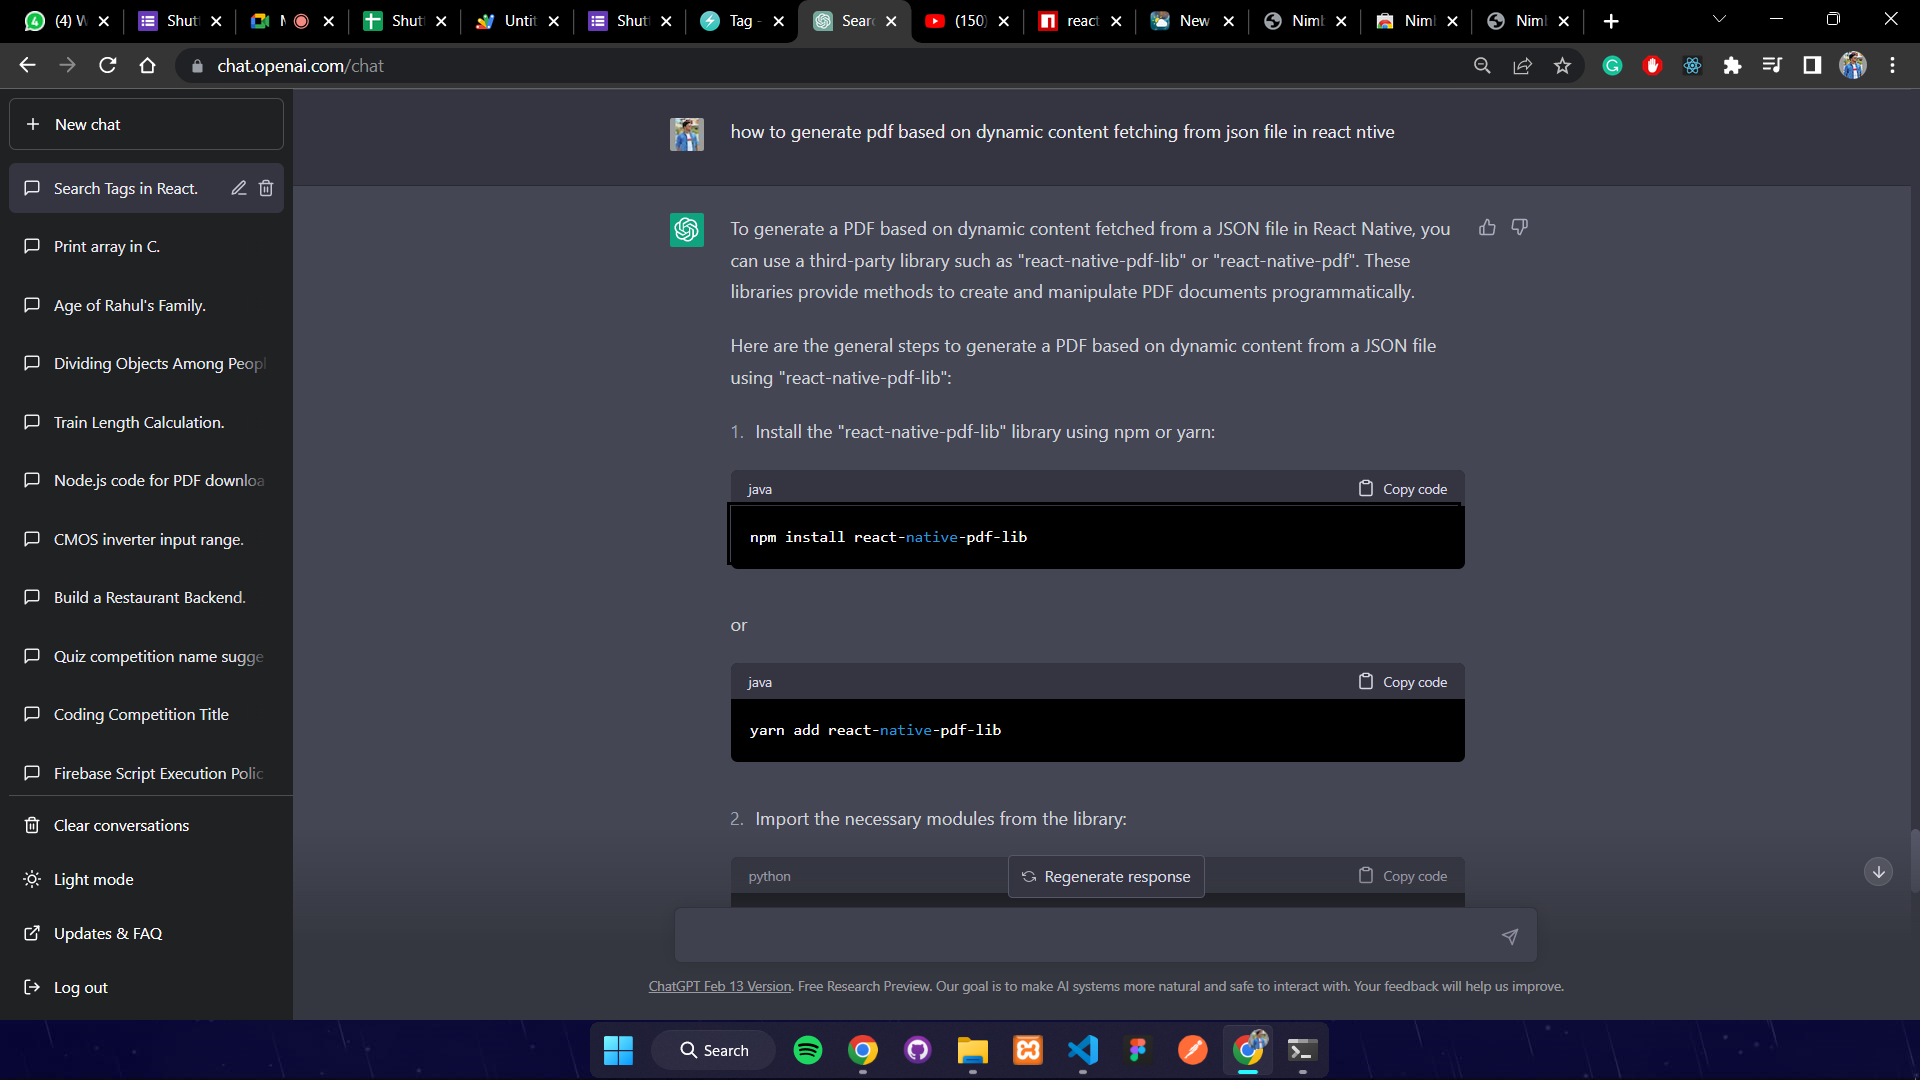 (4) W
Shutt
M
Shutt
Untit
Shutt
Tag -
Searc
(150)
react
New
Nimb
Nimb
Nimb
chat.openai.com/chat
New chat
Search Tags in React.
Print array in C.
Age of Rahul's Family.
Dividing Objects Among Peopl
Train Length Calculation.
Node.js code for PDF downloa
CMOS inverter input range.
Build a Restaurant Backend.
Quiz competition name sugge
Coding Competition Title
Firebase Script Execution Polic
Clear conversations
Light mode
Updates & FAQ
Log out
how to generate pdf based on dynamic content fetching from json file in react ntive
To generate a PDF based on dynamic content fetched from a JSON file in React Native, you
can use a third-party library such as "react-native-pdf-lib" or "react-native-pdf". These
libraries provide methods to create and manipulate PDF documents programmatically.
Here are the general steps to generate a PDF based on dynamic content from a JSON file
using "react-native-pdf-lib":
1. Install the "react-native-pdf-lib" library using npm or yarn:
java
Copy code
npm install react-native-pdf-lib
or
java
Copy code
yarn add react-native-pdf-lib
2. Import the necessary modules from the library:
python
Copy code
Regenerate response
ChatGPT Feb 13 Version. Free Research Preview. Our goal is to make AI systems more natural and safe to interact with. Your feedback will help us improve.
Search